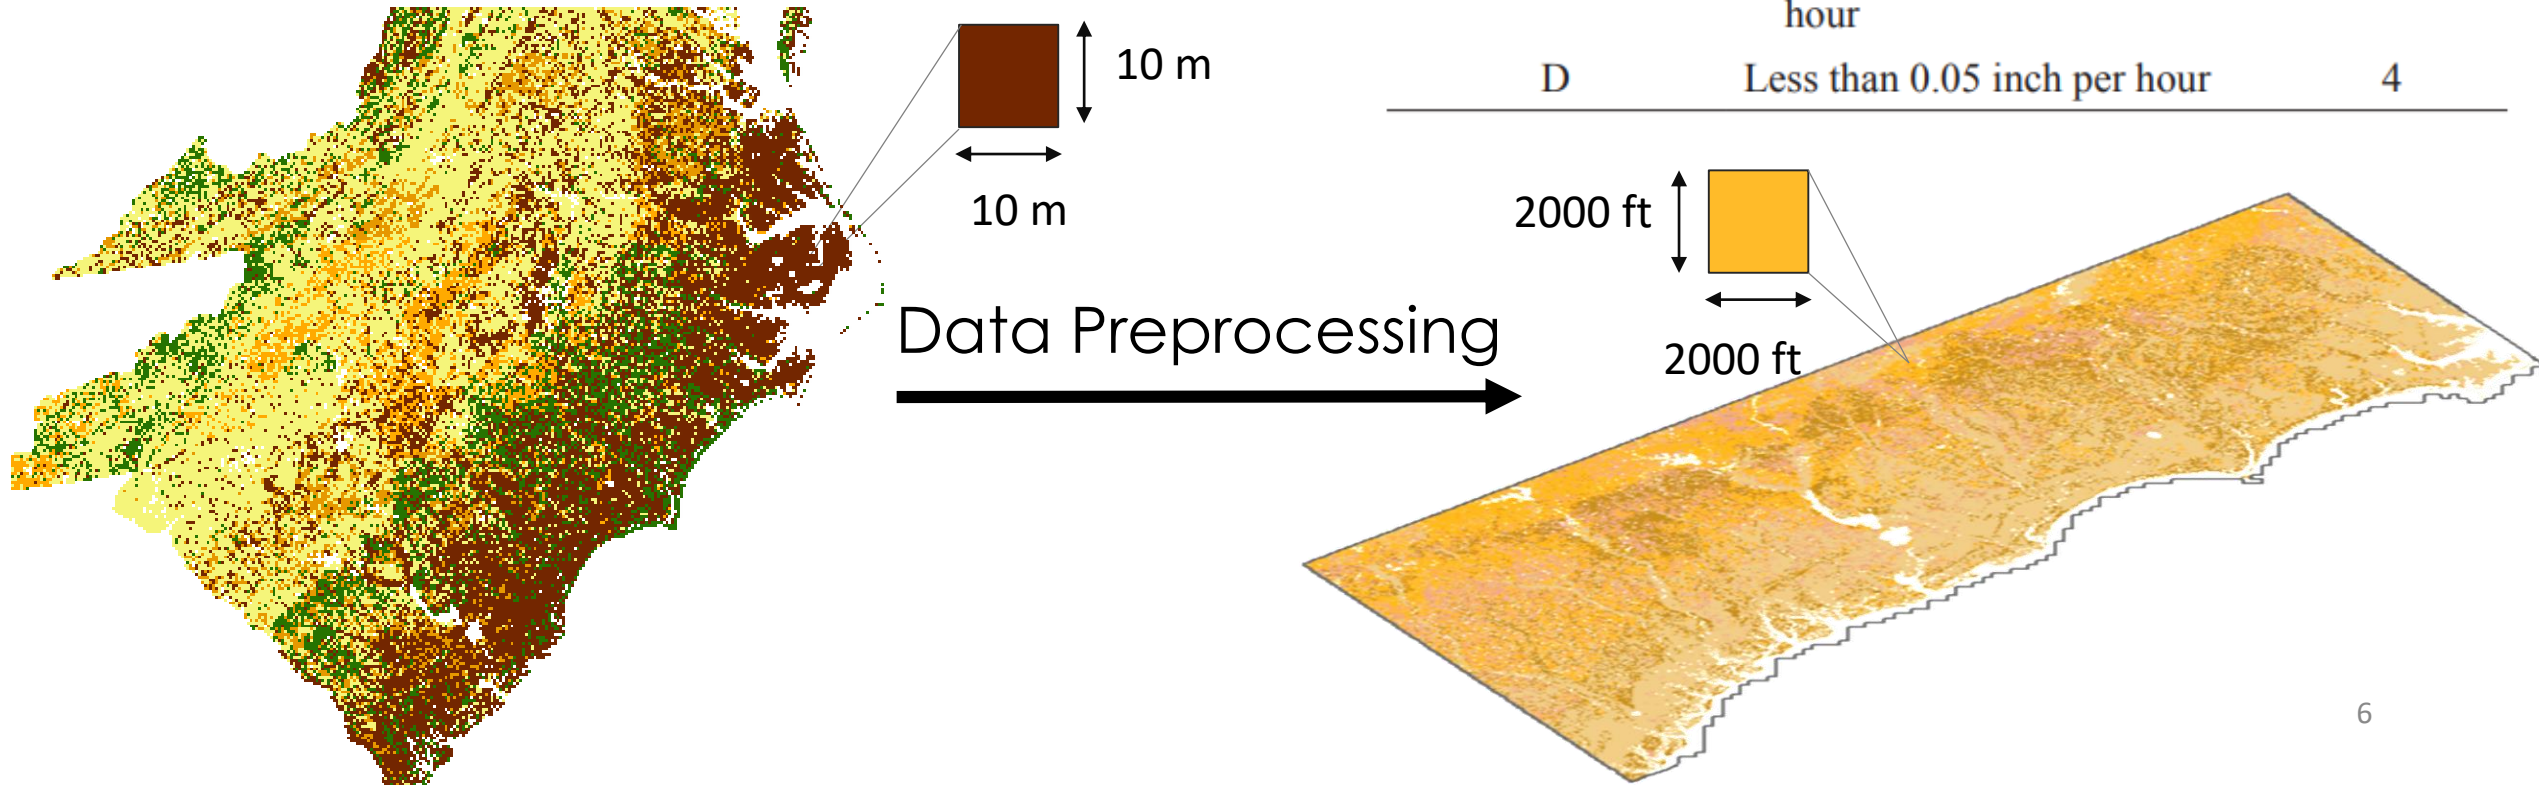 hour
D Less than 0.05 inch per hour 4
10 m
10 m
2000 ft
2000 ft
Data Preprocessing
6